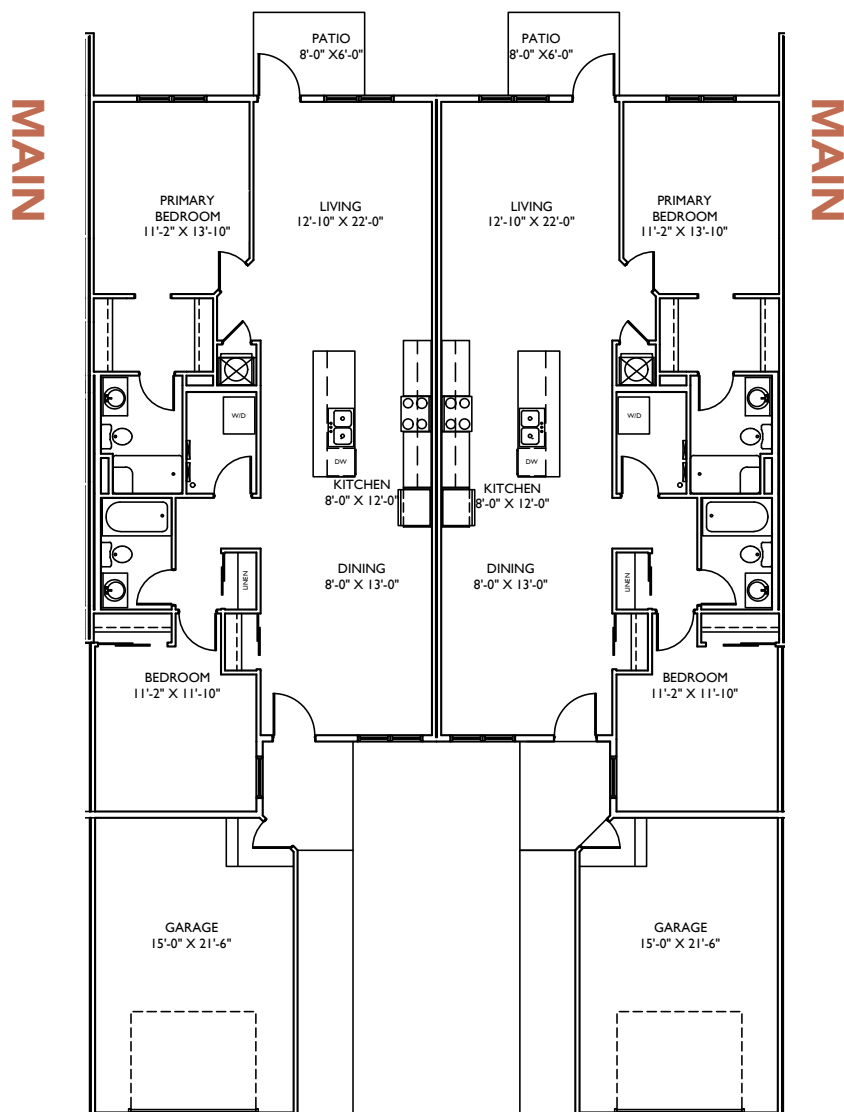 PATIO
8'-0" X6'-0"
PATIO
8'-0" X6'-0"
MAIN
MAIN
PRIMARY
BEDROOM
11'-2" X 13'-10"
LIVING
12'-10" X 22'-0"
LIVING
12'-10" X 22'-0"
PRIMARY
BEDROOM
11'-2" X 13'-10"
W/D
W/D
DW
DW
KITCHEN
8'-0" X 12'-0"
KITCHEN
8'-0" X 12'-0"
DINING
8'-0" X 13'-0"
DINING
8'-0" X 13'-0"
LINEN
LINEN
BEDROOM
11'-2" X 11'-10"
BEDROOM
11'-2" X 11'-10"
GARAGE
15'-0" X 21'-6"
GARAGE
15'-0" X 21'-6"